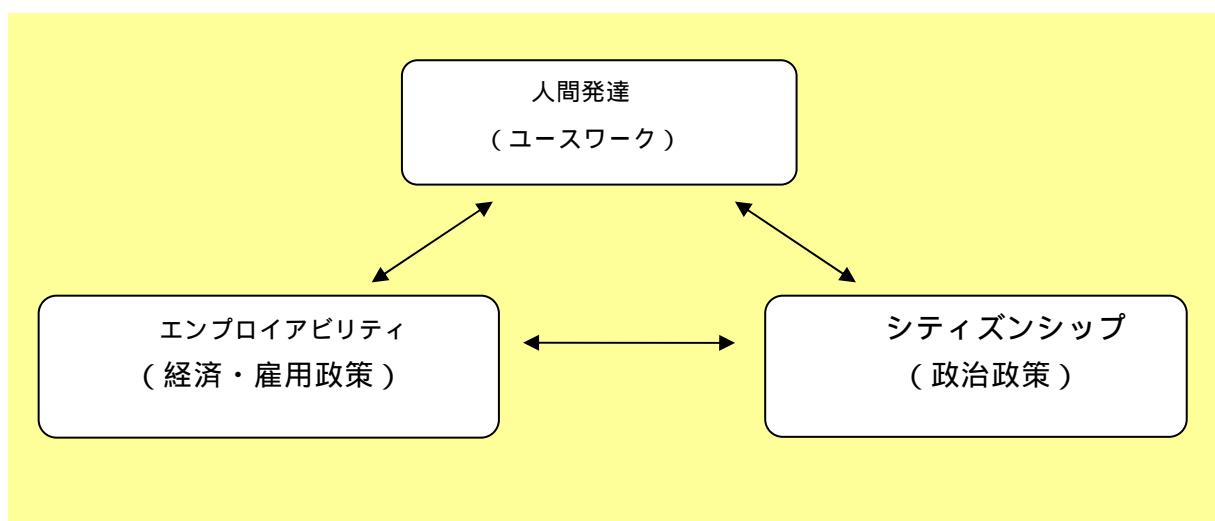 人間発達
（ユースワーク）
エンプロイアビリティ
（経済・雇用政策）
シティズンシップ
（政治政策）